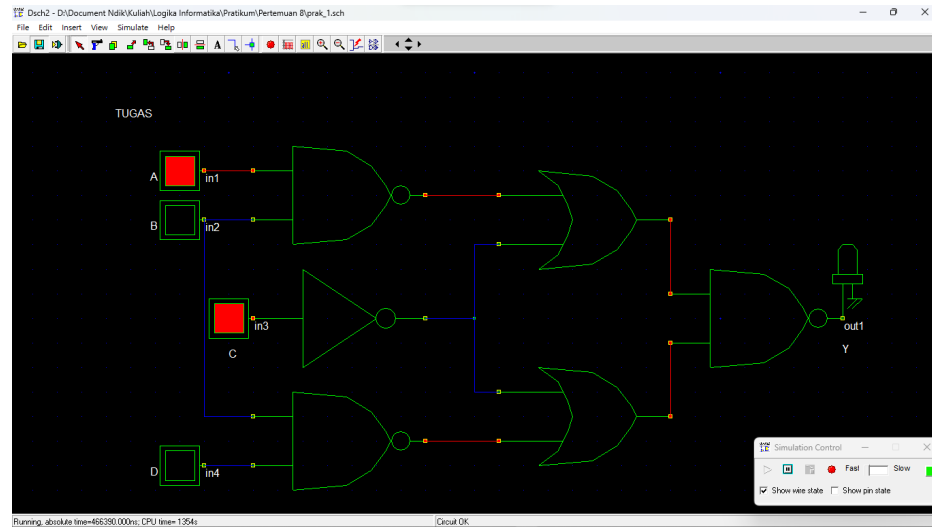 Dsch2 - D:\Document Ndik\Kuliah\Logika Informatika\Pratikum\Pertemuan 8\prak_1.sch
File Edit Insert View Simulate Help
TUGAS
A in1
B in2
C in3
D in4
out1
Y
Simulation Control
Fast Slow
Show wire state Show pin state
Running, absolute time=466390.000ns; CPU time= 1354s Circuit OK